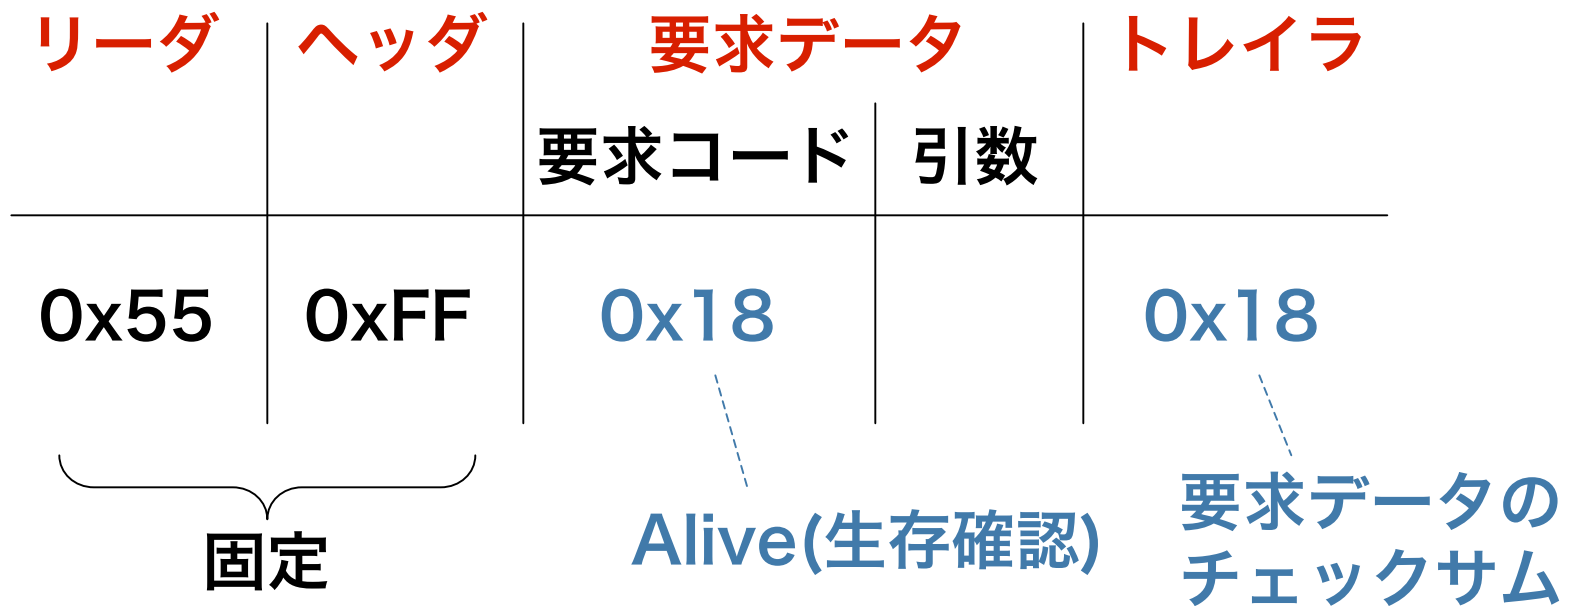 リーダ ヘッダ 要求データ トレイラ
要求コード 引数
0x55 0xFF 0x18 0x18
固定
Alive(生存確認)
要求データの
チェックサム